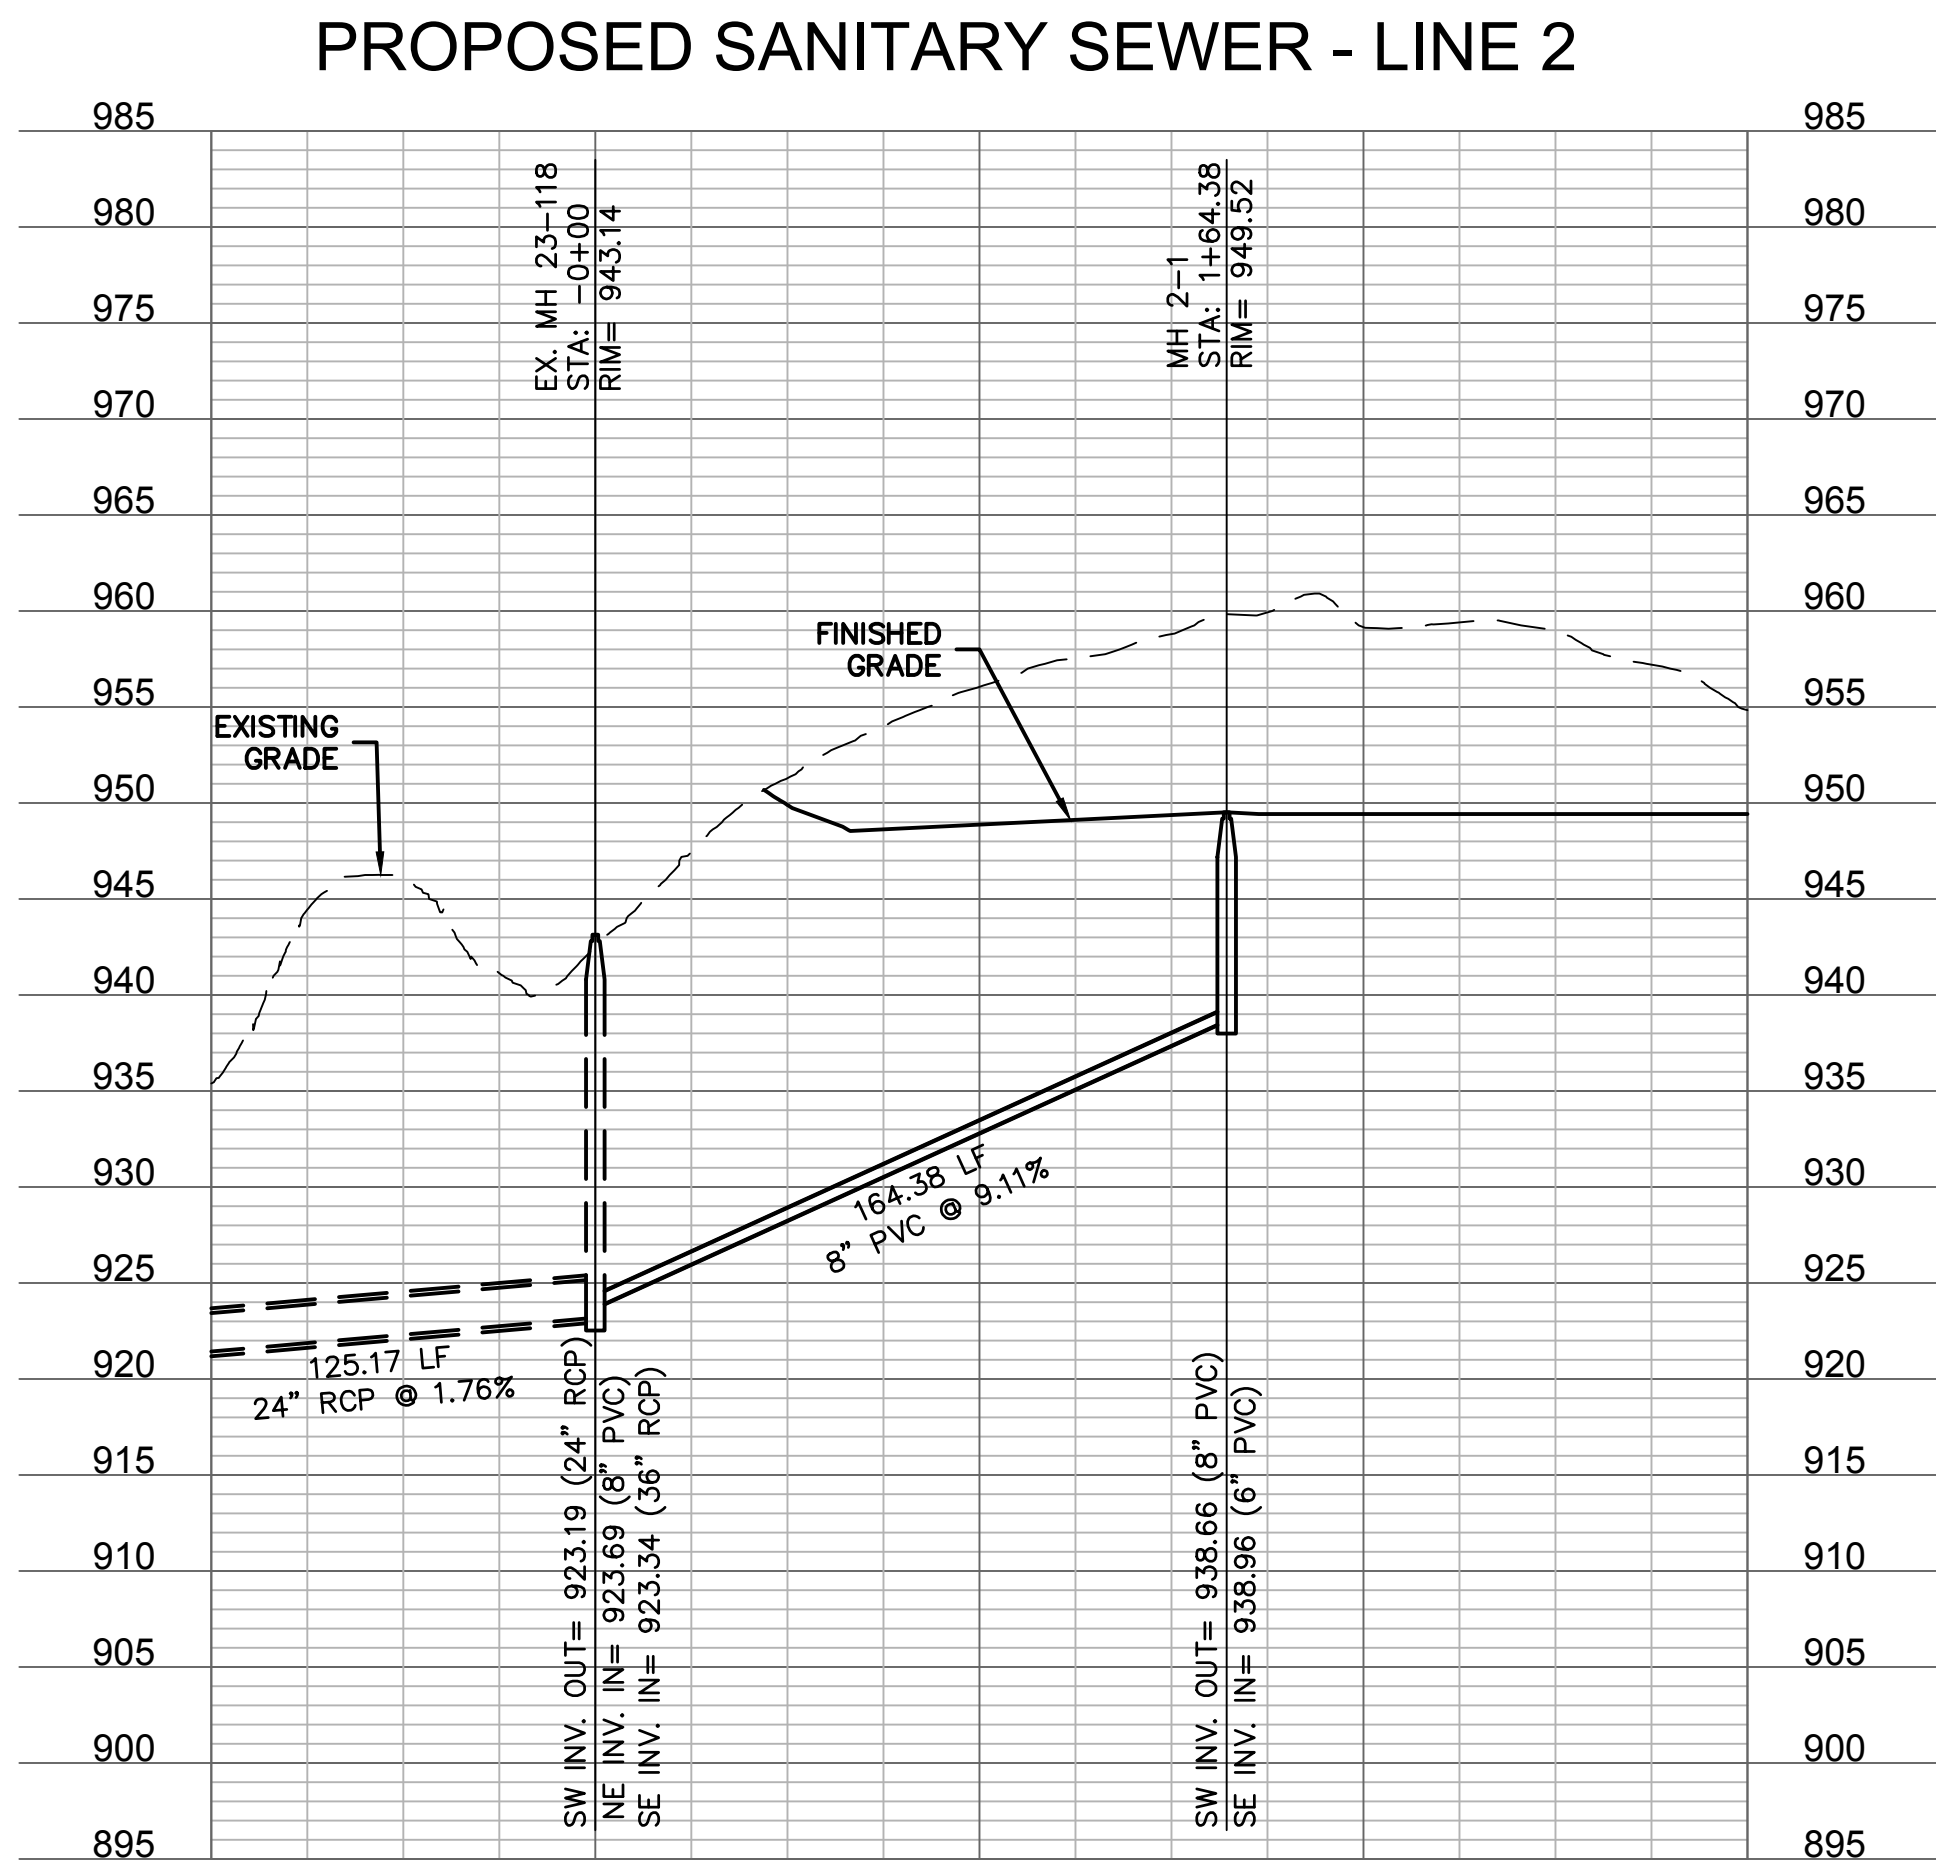 PROPOSED SANITARY SEWER - LINE 2
985
985
980
980
975
975
970
970
965
965
960
960
955
955
950
950
945
945
940
940
935
935
930
930
925
925
920
920
915
915
910
910
905
905
900
900
895
895
EX. MH 23-118
STA: -0+00
RIM= 943.14
MH 2-1
STA: 1+64.38
RIM= 949.52
FINISHED
GRADE
EXISTING
GRADE
164.38 LF
8" PVC @ 9.11%
125.17 LF
24" RCP @ 1.76%
SW INV. OUT= 923.19 (24" RCP)
NE INV. IN= 923.69 (8" PVC)
SE INV. IN= 923.34 (36" RCP)
SW INV. OUT= 938.66 (8" PVC)
SE INV. IN= 938.96 (6" PVC)